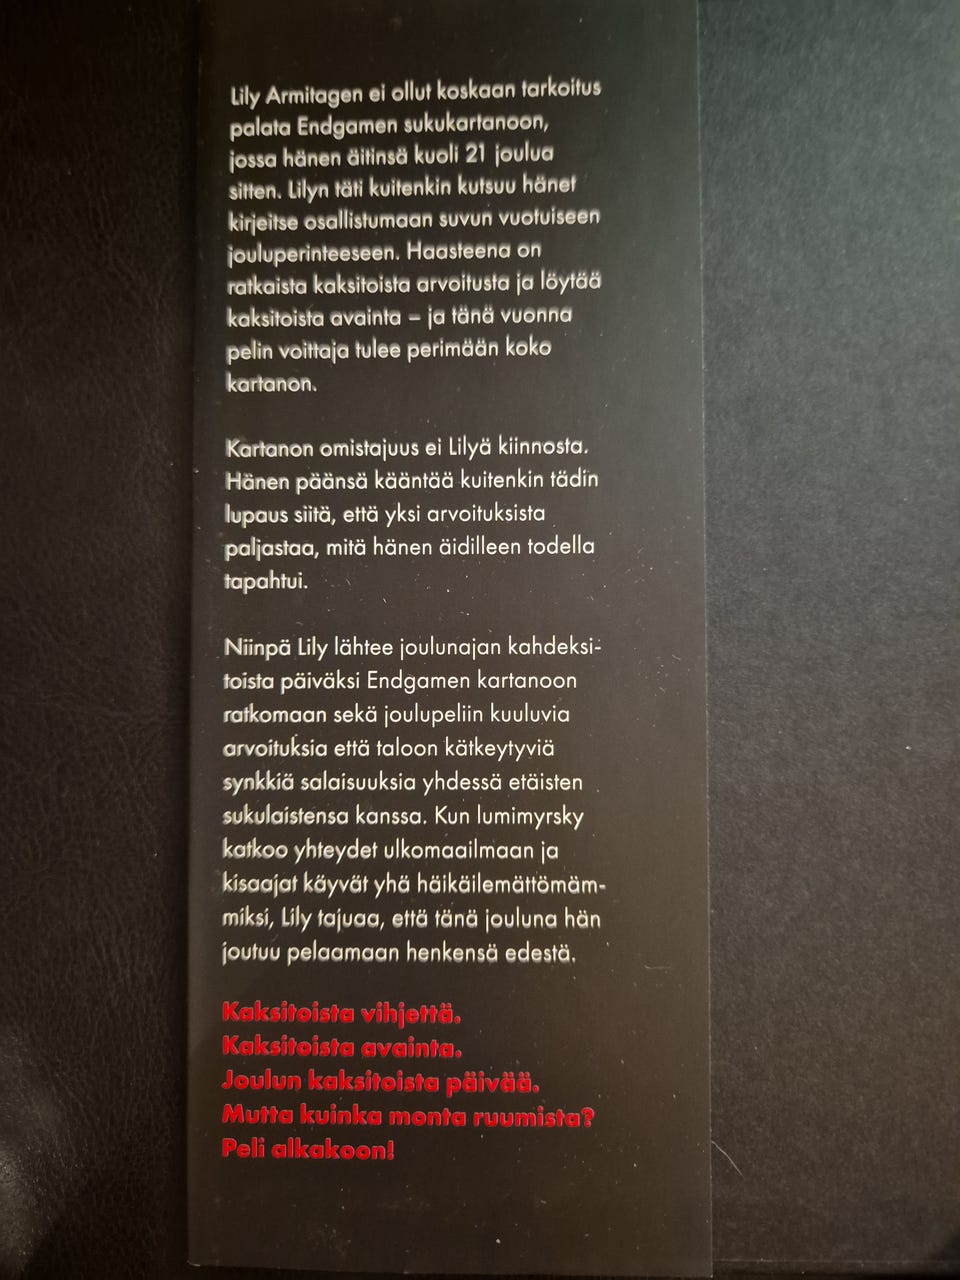 Lily Armitagen ei ollut koskaan tarkoitus
palata Endgamen sukukartanoon,
jossa hänen äitinsä kuoli 21 joulua
sitten. Lilyn täti kuitenkin kutsuu hänet
kirjeitse osallistumaan suvun vuotuiseen
jouluperinteeseen. Haasteena on
ratkaista kaksitoista arvoitusta ja löytää
kaksitoista avainta – ja tänä vuonna
pelin voittaja tulee perimään koko
kartanon.
Kartanon omistajuus ei Lilyä kiinnosta.
Hänen päänsä kääntää kuitenkin tädin
lupaus siitä, että yksi arvoituksista
paljastaa, mitä hänen äidilleen todella
tapahtui.
Niinpä Lily lähtee joulunajan kahdeksi-
toista päiväksi Endgamen kartanoon
ratkomaan sekä joulupeliin kuuluvia
arvoituksia että taloon kätkeytyviä
synkkiä salaisuuksia yhdessä etäisten
sukulaistensa kanssa. Kun lumimyrsky
katkoo yhteydet ulkomaailmaan ja
kisaajat käyvät yhä häikäilemättömäm-
miksi, Lily tajuaa, että tänä jouluna hän
joutuu pelaamaan henkensä edestä.
Kaksitoista vihjettä.
Kaksitoista avainta.
Joulun kaksitoista päivää.
Mutta kuinka monta ruumista?
Peli alkakoon!